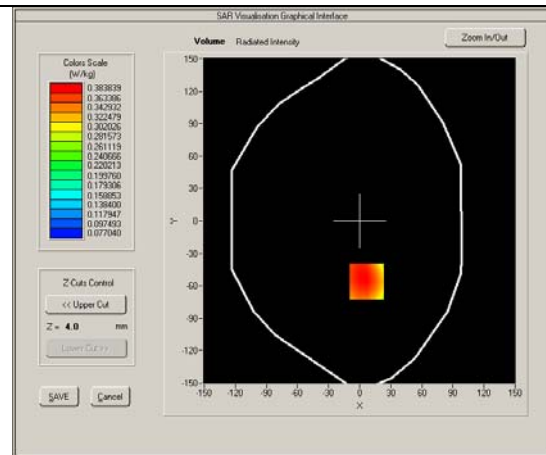 SAR Visualisation Graphical Interface
Volume Radiated Intensity
Zoom In/Out
Colors Scale
(W/kg)
0.383839
0.363386
0.342932
0.322479
0.302026
0.281573
0.261119
0.240666
0.220213
0.199760
0.179306
0.158853
0.138400
0.117947
0.097493
0.077040
Z Cuts Control
<< Upper Cut
Z = 4.0 mm
Lower Cut >>
SAVE Cancel
150
120
90
60
30
0
-30
-60
-90
-120
-150
Y
-150 -120 -90 -60 -30 0 30 60 90 120 150
X